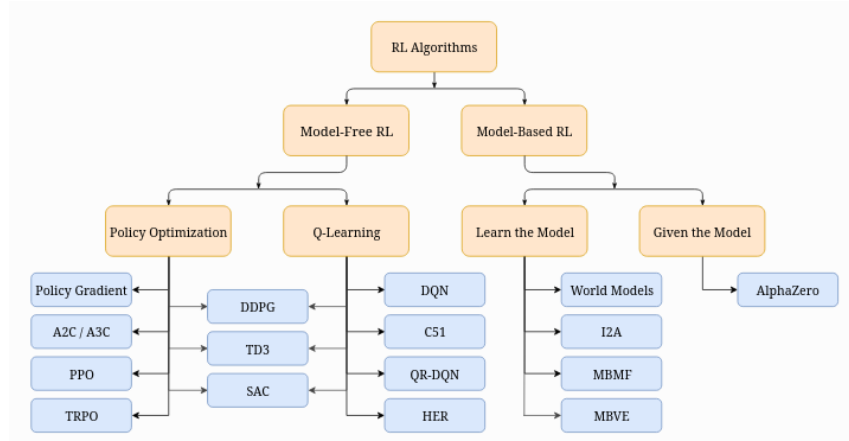 RL Algorithms
Model-Free RL
Model-Based RL
Policy Optimization
Q-Learning
Learn the Model
Given the Model
Policy Gradient
DDPG
DQN
World Models
AlphaZero
A2C / A3C
TD3
C51
I2A
PPO
SAC
QR-DQN
MBMF
TRPO
HER
MBVE